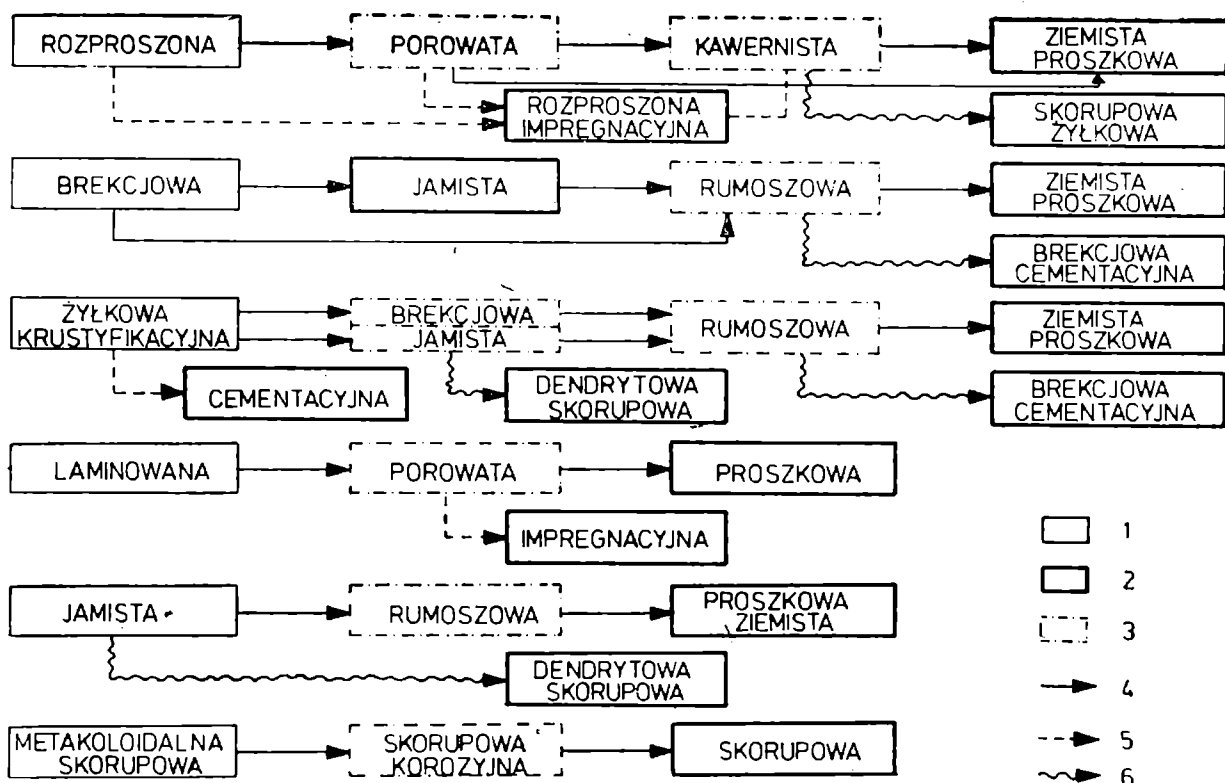 ROZPROSZONA
POROWATA
KAWERNISTA
ZIEMISTA
PROSZKOWA
ROZPROSZONA
IMPREGNACYJNA
SKORUPOWA
ŻYŁKOWA
BREKCJOWA
JAMISTA
RUMOSZOWA
ZIEMISTA
PROSZKOWA
BREKCJOWA
CEMENTACYJNA
ŻYŁKOWA
KRUSTYFIKACYJNA
BREKCJOWA
JAMISTA
RUMOSZOWA
ZIEMISTA
PROSZKOWA
CEMENTACYJNA
DENDRYTOWA
SKORUPOWA
BREKCJOWA
CEMENTACYJNA
LAMINOWANA
POROWATA
PROSZKOWA
IMPREGNACYJNA
JAMISTA
RUMOSZOWA
PROSZKOWA
ZIEMISTA
DENDRYTOWA
SKORUPOWA
METAKOLOIDALNA
SKORUPOWA
SKORUPOWA
KOROZYJNA
SKORUPOWA
1
2
3
4
5
6